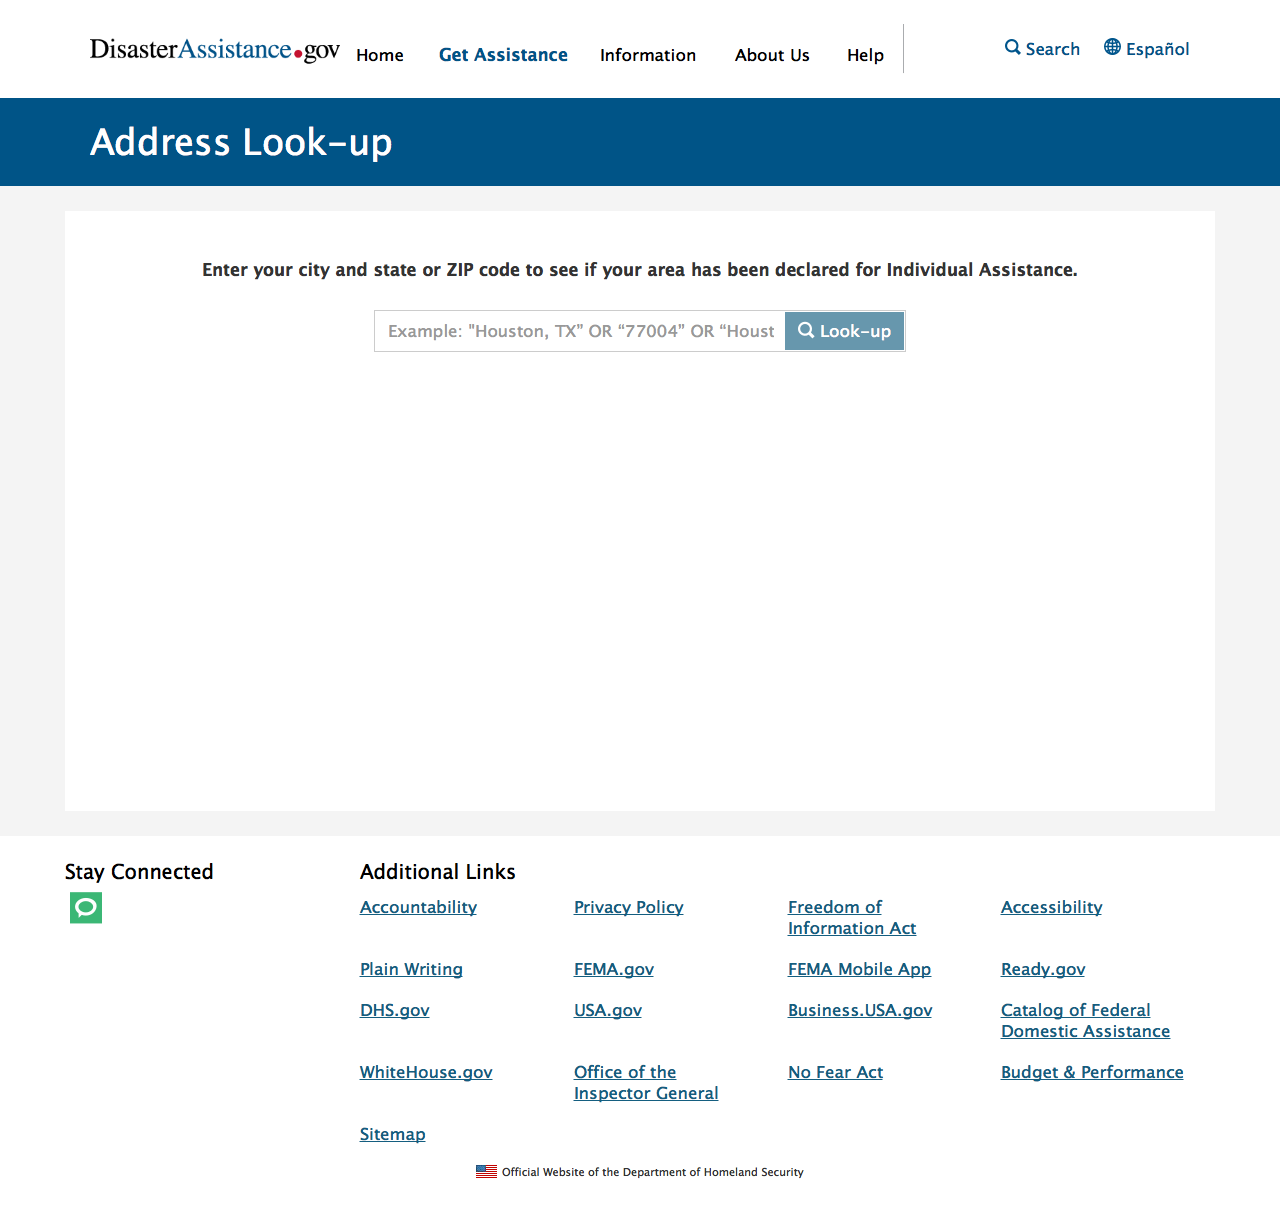 DisasterAssistance.gov Home Get Assistance Information About Us Help Search Español
Address Look-up
Enter your city and state or ZIP code to see if your area has been declared for Individual Assistance.
Example: "Houston, TX” OR “77004” OR “Houst Look-up
Stay Connected
Additional Links
Accountability Privacy Policy Freedom of Accessibility
Information Act
Plain Writing FEMA.gov FEMA Mobile App Ready.gov
DHS.gov USA.gov Business.USA.gov Catalog of Federal
Domestic Assistance
WhiteHouse.gov Office of the No Fear Act Budget & Performance
Inspector General
Sitemap
Official Website of the Department of Homeland Security